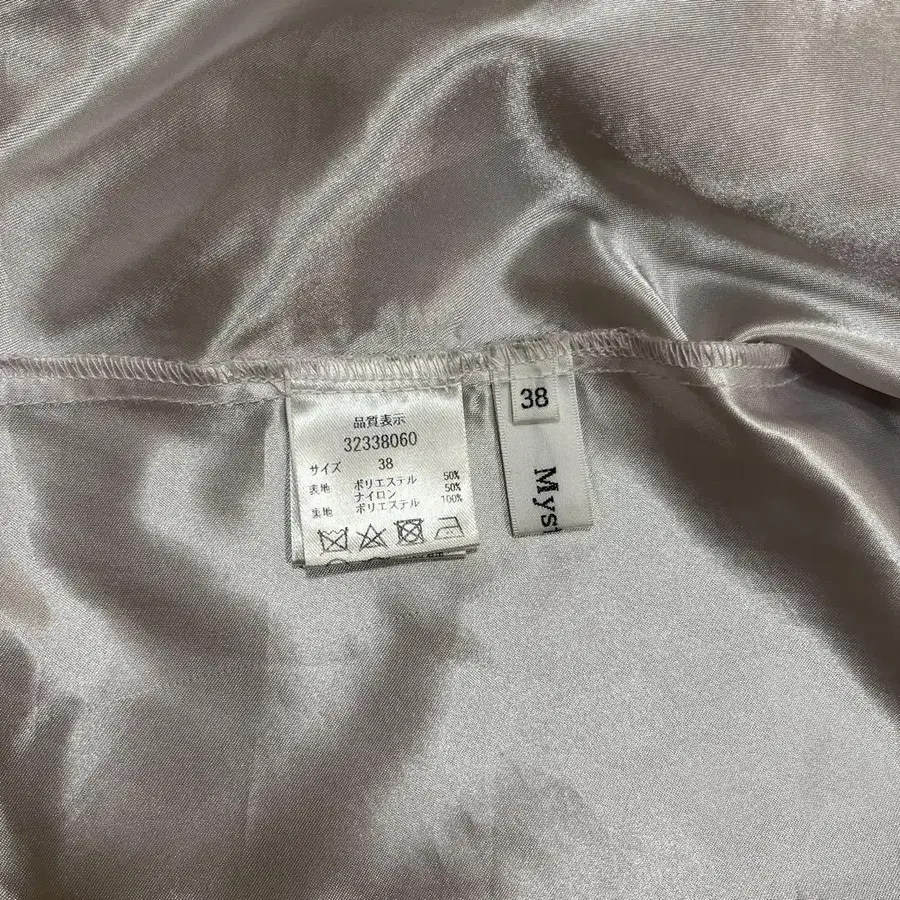 品質表示
32338060
サイズ 38
表地 ポリエステル 50%
ナイロン 50%
裏地 ポリエステル 100%
38
Myst